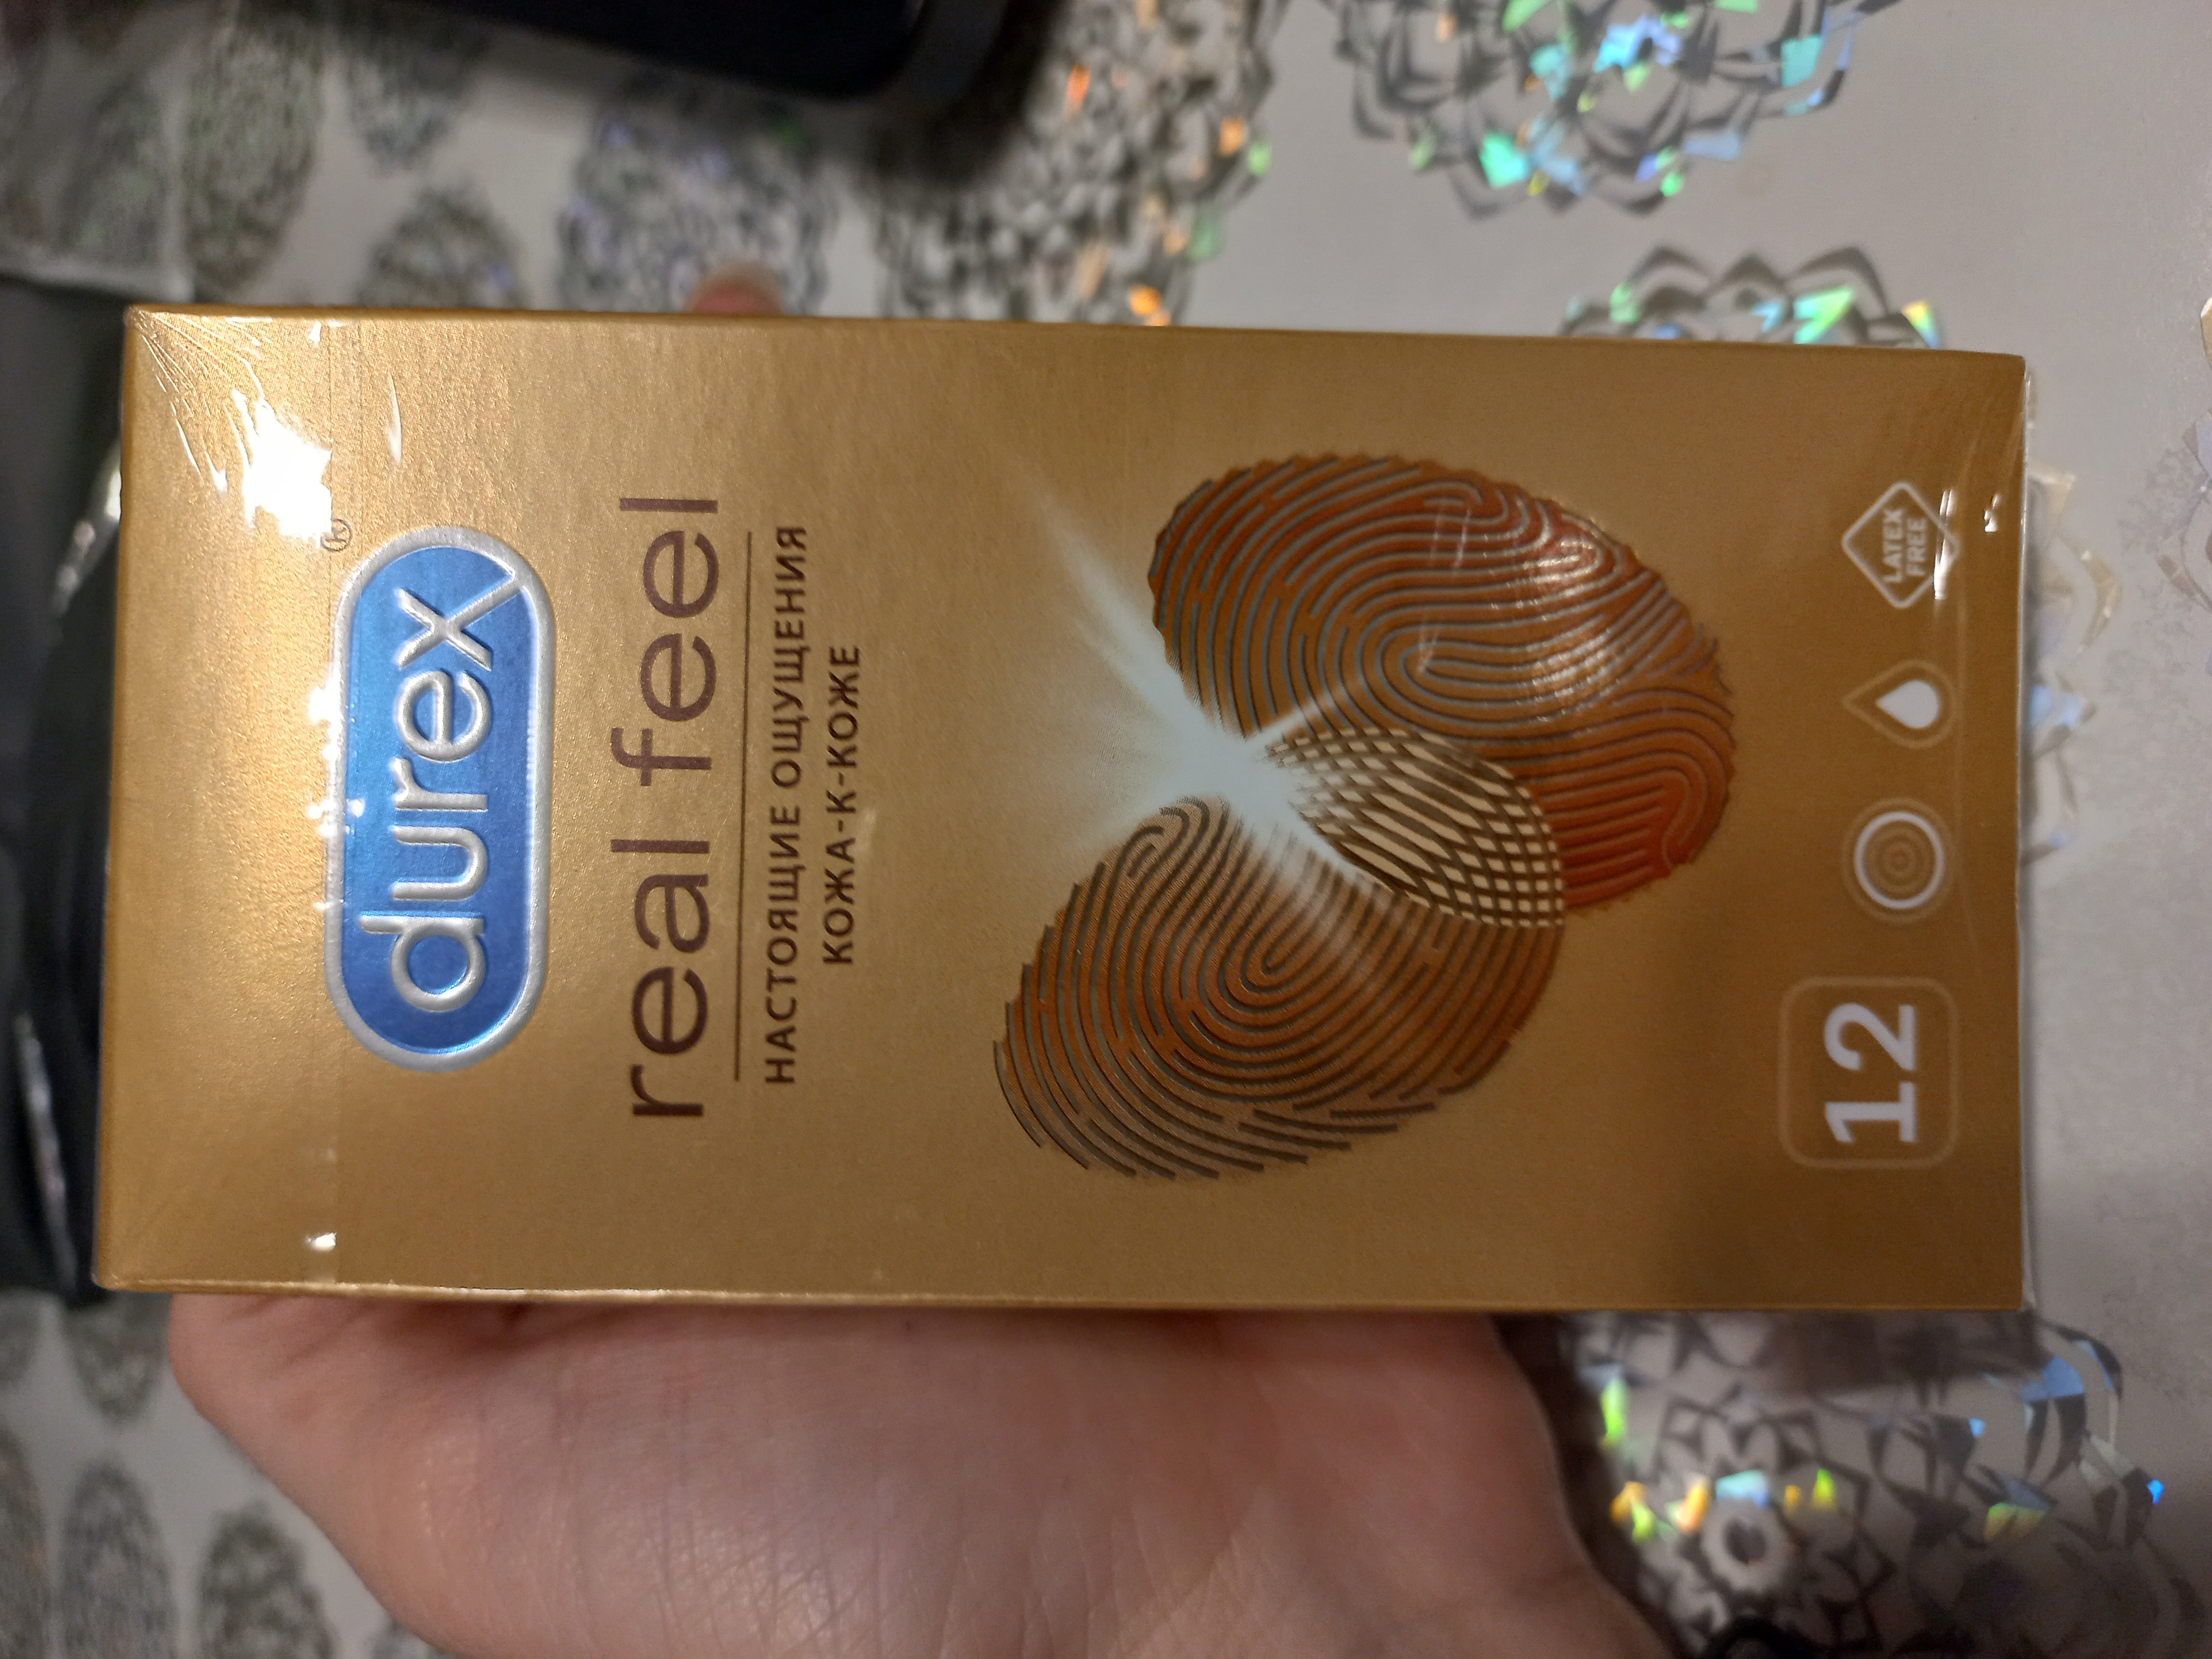 durex®
real feel
НАСТОЯЩИЕ ОЩУЩЕНИЯ
КОЖА-К-КОЖЕ
12
LATEX
FREE